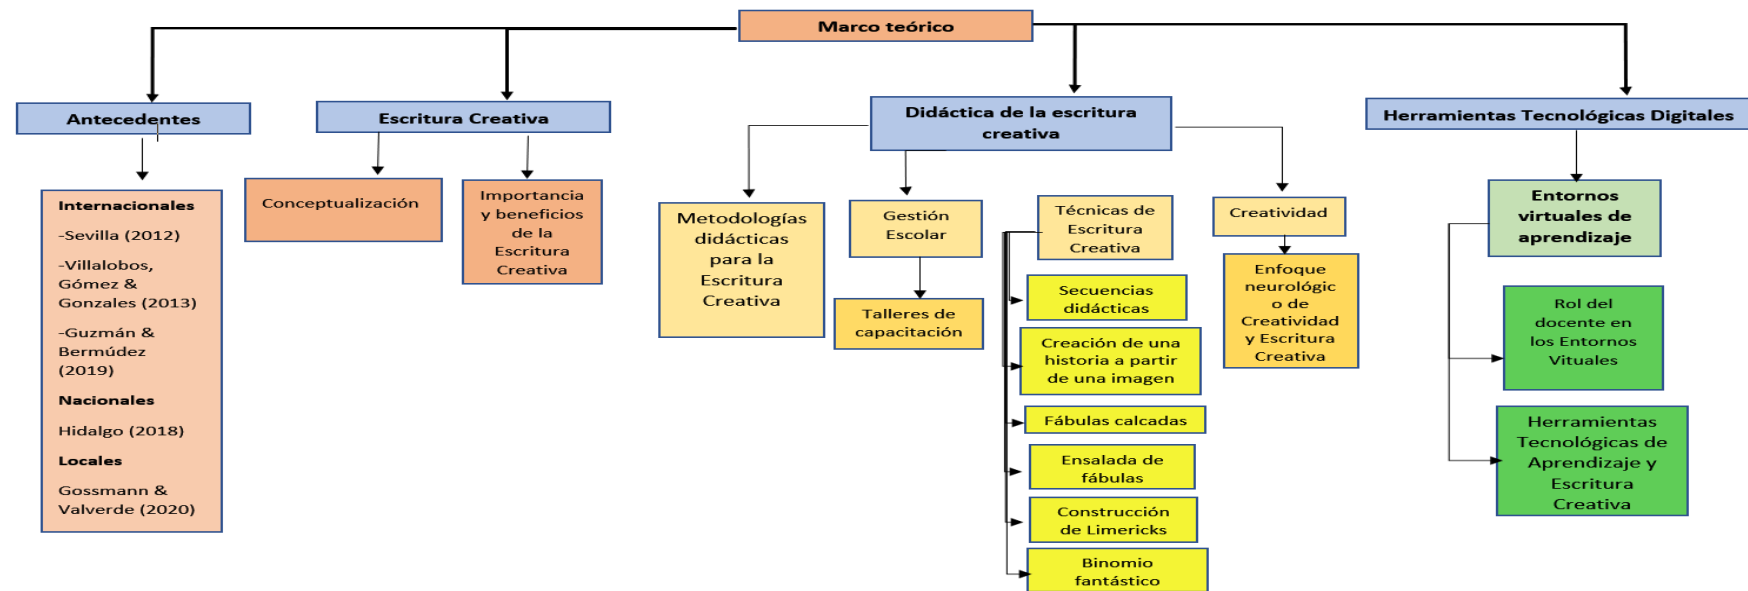 Marco teórico
Antecedentes
Internacionales
-Sevilla (2012)
-Villalobos,
Gómez &
Gonzales (2013)
-Guzmán &
Bermúdez
(2019)
Nacionales
Hidalgo (2018)
Locales
Gossmann &
Valverde (2020)
Escritura Creativa
Conceptualización
Importancia
y beneficios
de la
Escritura
Creativa
Didáctica de la escritura
creativa
Metodologías
didácticas
para la
Escritura
Creativa
Gestión
Escolar
Talleres de
capacitación
Técnicas de
Escritura
Creativa
Secuencias
didácticas
Creación de una
historia a partir
de una imagen
Fábulas calcadas
Ensalada de
fábulas
Construcción
de Limericks
Binomio
fantástico
Creatividad
Enfoque
neurológic
o de
Creatividad
y Escritura
Creativa
Herramientas Tecnológicas Digitales
Entornos
virtuales de
aprendizaje
Rol del
docente en
los Entornos
Vituales
Herramientas
Tecnológicas de
Aprendizaje y
Escritura
Creativa